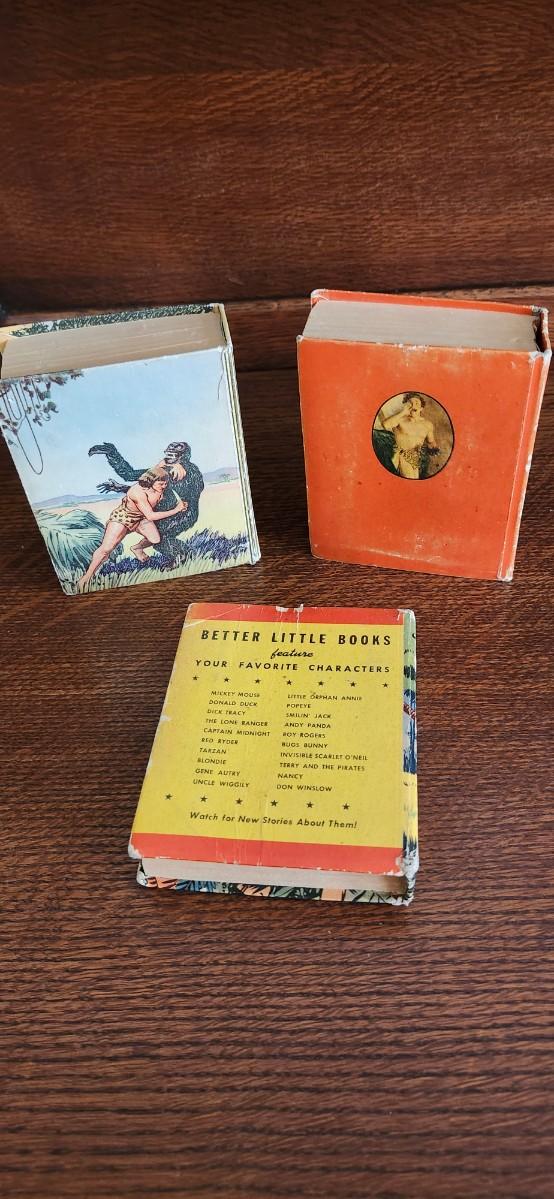 BETTER LITTLE BOOKS
feature
YOUR FAVORITE CHARACTERS
MICKEY MOUSE
DONALD DUCK
DICK TRACY
THE LONE RANGER
CAPTAIN MIDNIGHT
RED RYDER
TARZAN
BLONDIE
GENE AUTRY
UNCLE WIGGILY
LITTLE ORPHAN ANNIE
POPEYE
SMILIN' JACK
ANDY PANDA
ROY ROGERS
BUGS BUNNY
INVISIBLE SCARLET O'NEIL
TERRY AND THE PIRATES
NANCY
DON WINSLOW
Watch for New Stories About Them!